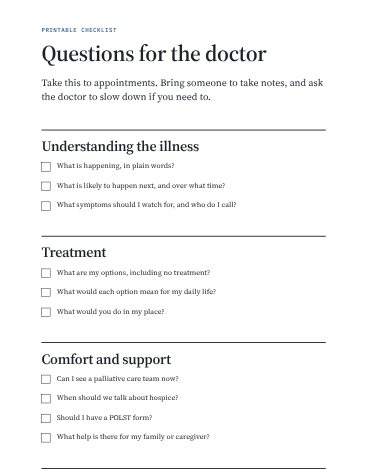 PRINTABLE CHECKLIST
Questions for the doctor
Take this to appointments. Bring someone to take notes, and ask
the doctor to slow down if you need to.
Understanding the illness
What is happening, in plain words?
What is likely to happen next, and over what time?
What symptoms should I watch for, and who do I call?
Treatment
What are my options, including no treatment?
What would each option mean for my daily life?
What would you do in my place?
Comfort and support
Can I see a palliative care team now?
When should we talk about hospice?
Should I have a POLST form?
What help is there for my family or caregiver?